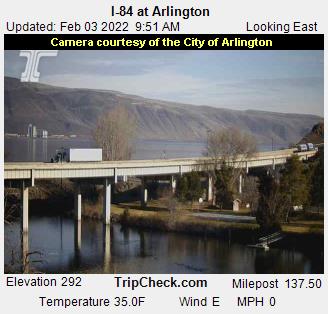 I-84 at Arlington
Updated: Feb 03 2022 9:51 AM Looking East
Camera courtesy of the City of Arlington
Elevation 292 TripCheck.com Milepost 137.50
Temperature 35.0F Wind E MPH 0